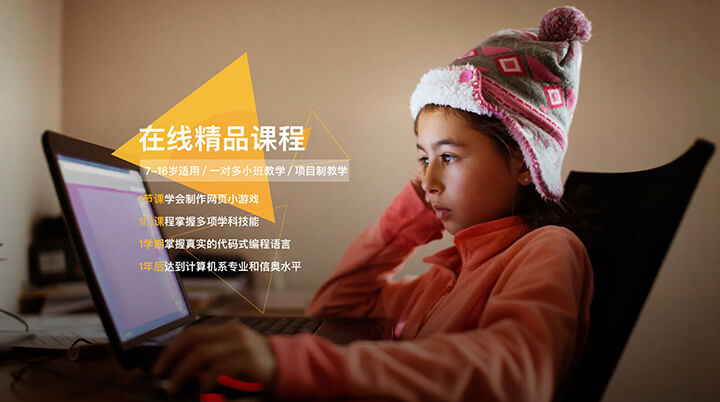 在线精品课程
7-16岁适用 / 一对多小班教学 / 项目制教学
节课学会制作网页小游戏
1门课程掌握多项学科技能
1学期掌握真实的代码式编程语言
1年后达到计算机系专业和信奥水平